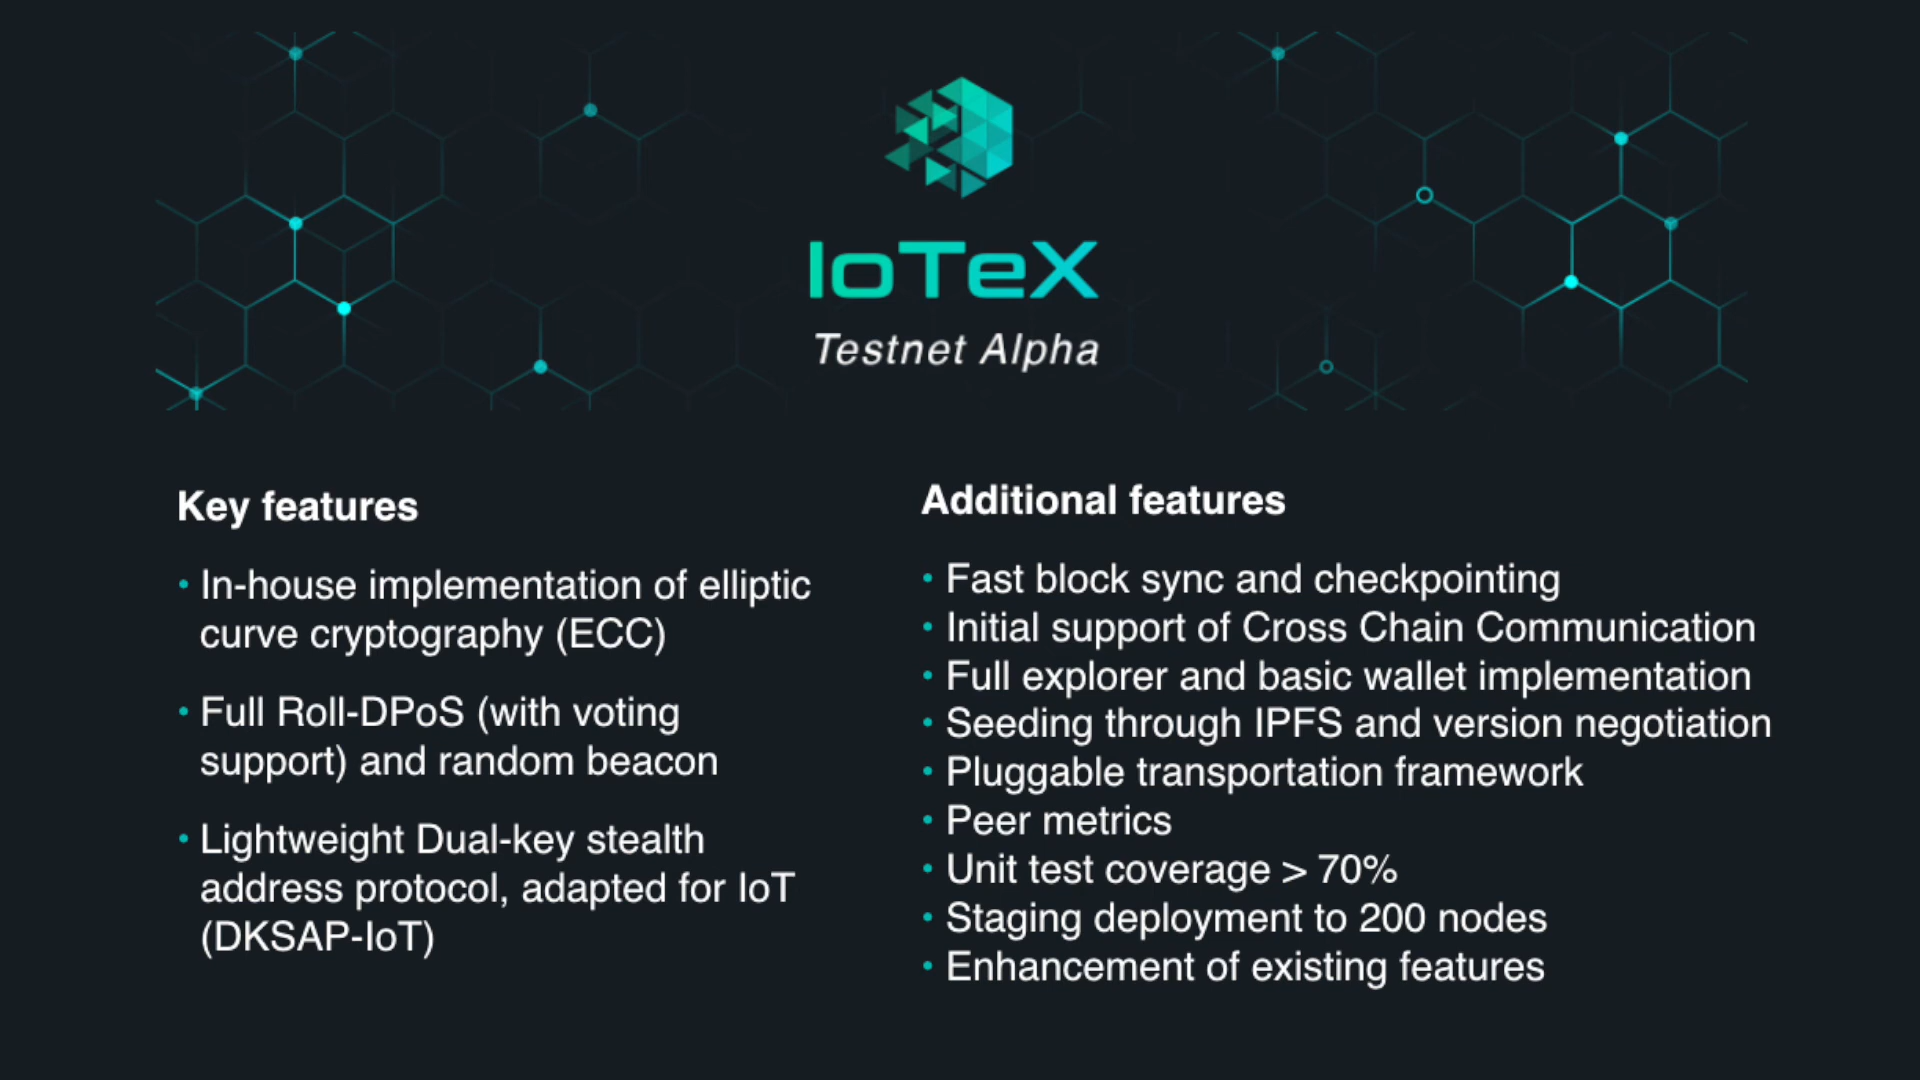 IoTeX
Testnet Alpha
Key features
• In-house implementation of elliptic
curve cryptography (ECC)
• Full Roll-DPoS (with voting
support) and random beacon
• Lightweight Dual-key stealth
address protocol, adapted for IoT
(DKSAP-IoT)
Additional features
• Fast block sync and checkpointing
• Initial support of Cross Chain Communication
• Full explorer and basic wallet implementation
• Seeding through IPFS and version negotiation
• Pluggable transportation framework
• Peer metrics
• Unit test coverage > 70%
• Staging deployment to 200 nodes
• Enhancement of existing features